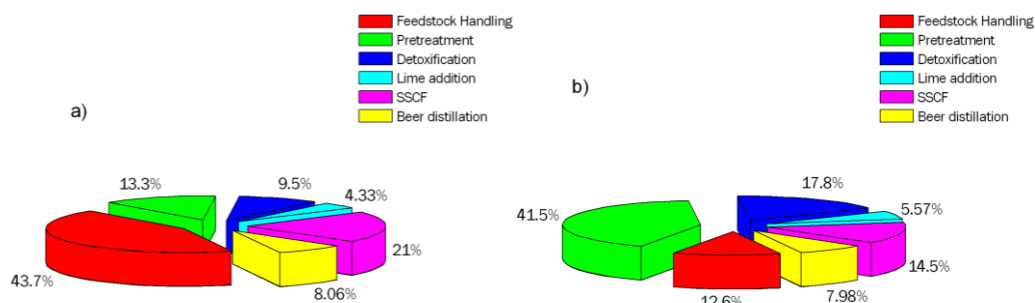 Feedstock Handling
Pretreatment
Detoxification
Lime addition
SSCF
Beer distillation
a)
13.3%
9.5%
4.33%
21%
8.06%
43.7%
Feedstock Handling
Pretreatment
Detoxification
Lime addition
SSCF
Beer distillation
b)
41.5%
17.8%
5.57%
14.5%
7.98%
12.6%